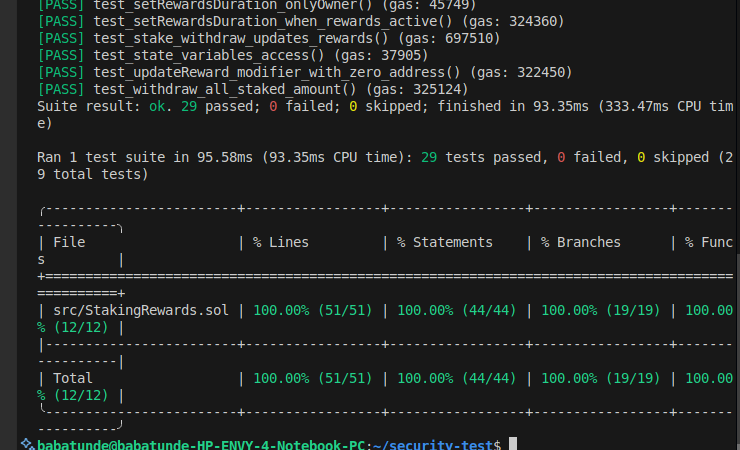 [PASS] test_setRewardsDuration_onlyOwner() (gas: 45749)
[PASS] test_setRewardsDuration_when_rewards_active() (gas: 324360)
[PASS] test_stake_withdraw_updates_rewards() (gas: 697510)
[PASS] test_state_variables_access() (gas: 37905)
[PASS] test_updateReward_modifier_with_zero_address() (gas: 322450)
[PASS] test_withdraw_all_staked_amount() (gas: 325124)
Suite result: ok. 29 passed; 0 failed; 0 skipped; finished in 93.35ms (333.47ms CPU tim
e)
Ran 1 test suite in 95.58ms (93.35ms CPU time): 29 tests passed, 0 failed, 0 skipped (2
9 total tests)
╭------------------------+-----------------+-----------------+-----------------+-------
----------╮
| File                   | % Lines         | % Statements    | % Branches      | % Func
s         |
+=======================================================================================
==========+
| src/StakingRewards.sol | 100.00% (51/51) | 100.00% (44/44) | 100.00% (19/19) | 100.00
% (12/12) |
|------------------------+-----------------+-----------------+-----------------+-------
----------|
| Total                  | 100.00% (51/51) | 100.00% (44/44) | 100.00% (19/19) | 100.00
% (12/12) |
╰------------------------+-----------------+-----------------+-----------------+-------
----------╯
babatunde@babatunde-HP-ENVY-4-Notebook-PC:~/security-test$